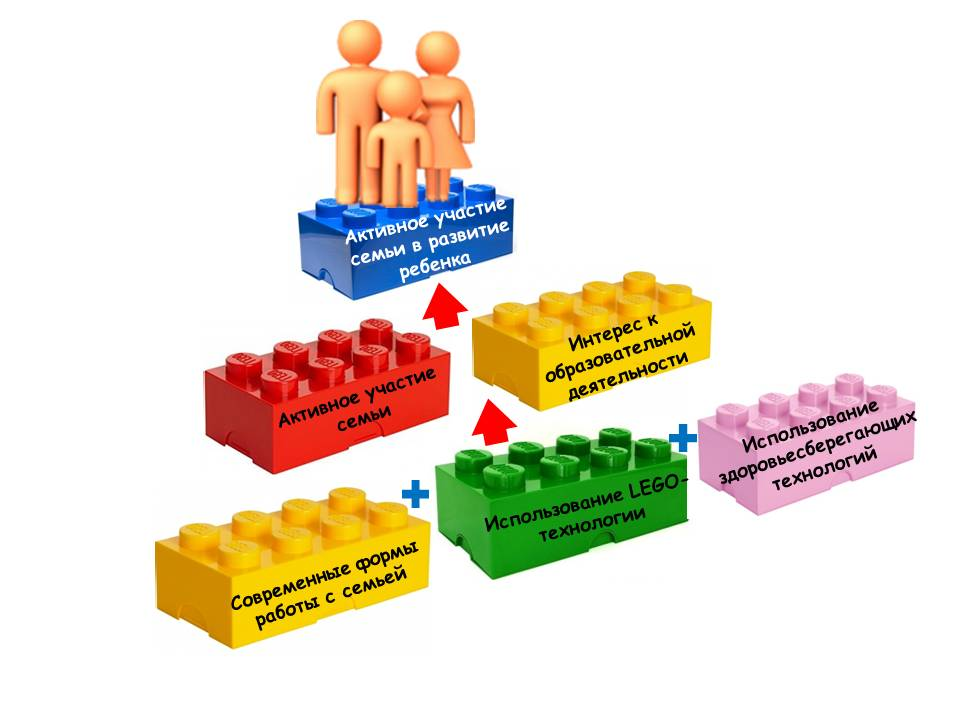 Активное участие
семьи в развитие
ребенка
Интерес к
образовательной
деятельности
Активное участие
семьи
Использование
здоровьесберегающих
технологий
Использование LEGO-
технологии
Современные формы
работы с семьей